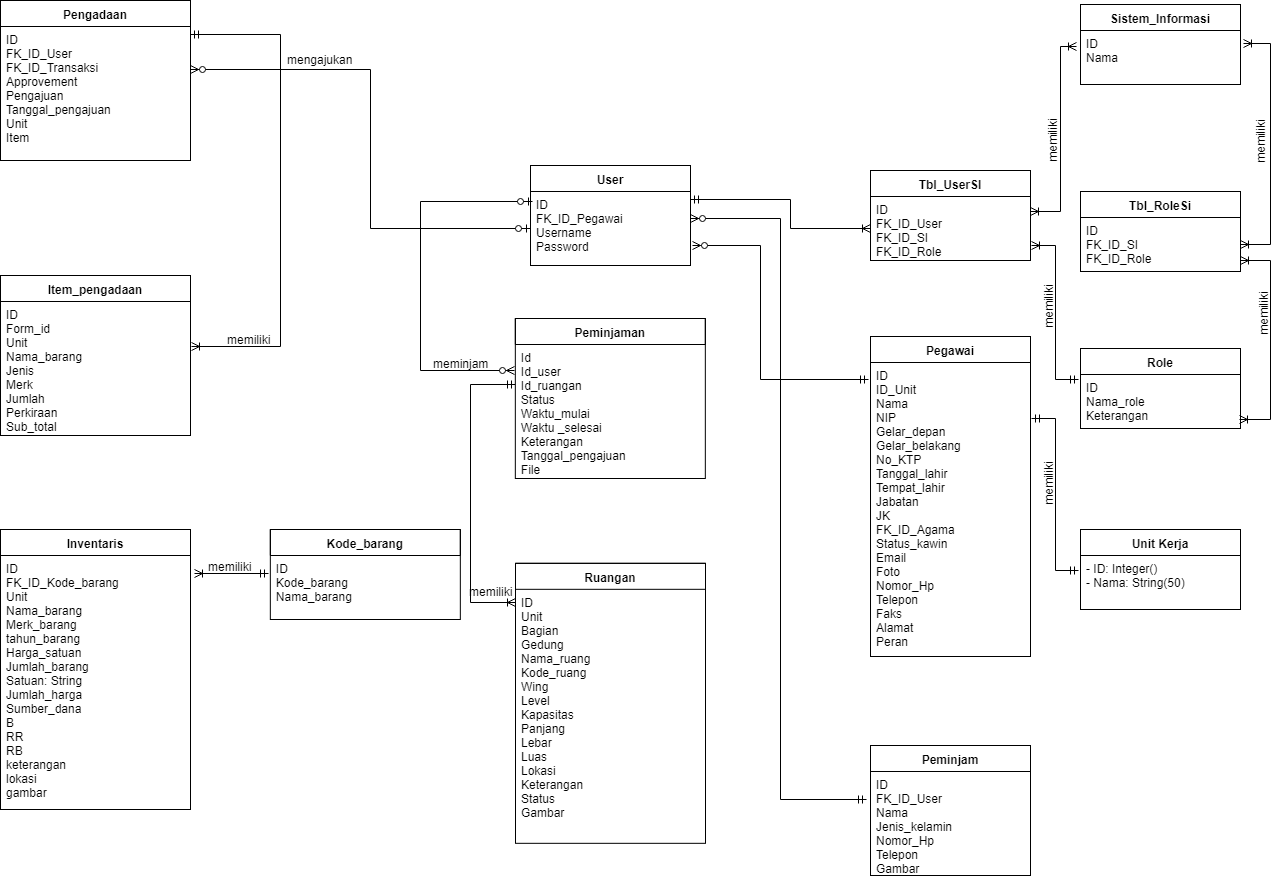 Pengadaan
ID
FK_ID_User
FK_ID_Transaksi
Approvement
Pengajuan
Tanggal_pengajuan
Unit
Item
mengajukan
Sistem_Informasi
ID
Nama
memiliki
memiliki
User
ID
FK_ID_Pegawai
Username
Password
Tbl_UserSI
ID
FK_ID_User
FK_ID_SI
FK_ID_Role
Tbl_RoleSi
ID
FK_ID_SI
FK_ID_Role
memiliki
memiliki
Item_pengadaan
ID
Form_id
Unit
Nama_barang
Jenis
Merk
Jumlah
Perkiraan
Sub_total
memiliki
meminjam
Peminjaman
Id
Id_user
Id_ruangan
Status
Waktu_mulai
Waktu _selesai
Keterangan
Tanggal_pengajuan
File
Pegawai
ID
ID_Unit
Nama
NIP
Gelar_depan
Gelar_belakang
No_KTP
Tanggal_lahir
Tempat_lahir
Jabatan
JK
FK_ID_Agama
Status_kawin
Email
Foto
Nomor_Hp
Telepon
Faks
Alamat
Peran
Role
ID
Nama_role
Keterangan
memiliki
Unit Kerja
- ID: Integer()
- Nama: String(50)
Inventaris
ID
FK_ID_Kode_barang
Unit
Nama_barang
Merk_barang
tahun_barang
Harga_satuan
Jumlah_barang
Satuan: String
Jumlah_harga
Sumber_dana
B
RR
RB
keterangan
lokasi
gambar
memiliki
Kode_barang
ID
Kode_barang
Nama_barang
memiliki
Ruangan
ID
Unit
Bagian
Gedung
Nama_ruang
Kode_ruang
Wing
Level
Kapasitas
Panjang
Lebar
Luas
Lokasi
Keterangan
Status
Gambar
Peminjam
ID
FK_ID_User
Nama
Jenis_kelamin
Nomor_Hp
Telepon
Gambar